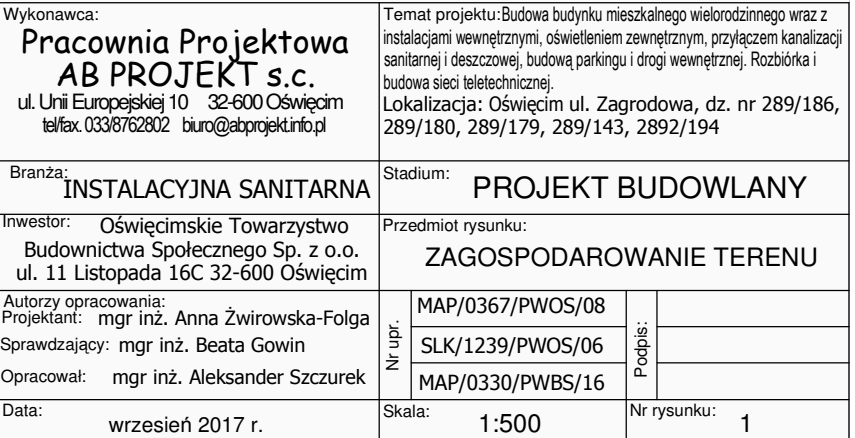 Wykonawca:
Pracownia Projektowa
AB PROJEKT s.c.
ul. Unii Europejskiej 10 32-600 Oświęcim
tel/fax. 033/8762802 biuro@abprojekt.info.pl
Temat projektu:Budowa budynku mieszkalnego wielorodzinnego wraz z
instalacjami wewnętrznymi, oświetleniem zewnętrznym, przyłączem kanalizacji
sanitarnej i deszczowej, budową parkingu i drogi wewnętrznej. Rozbiórka i
budowa sieci teletechnicznej.
Lokalizacja: Oświęcim ul. Zagrodowa, dz. nr 289/186,
289/180, 289/179, 289/143, 2892/194
Branża:
INSTALACYJNA SANITARNA
Stadium:
PROJEKT BUDOWLANY
Inwestor: Oświęcimskie Towarzystwo
Budownictwa Społecznego Sp. z o.o.
ul. 11 Listopada 16C 32-600 Oświęcim
Przedmiot rysunku:
ZAGOSPODAROWANIE TERENU
Autorzy opracowania:
Projektant: mgr inż. Anna Żwirowska-Folga
Sprawdzający: mgr inż. Beata Gowin
Opracował: mgr inż. Aleksander Szczurek
Nr upr.
MAP/0367/PWOS/08
SLK/1239/PWOS/06
MAP/0330/PWBS/16
Podpis:
Data:
wrzesień 2017 r.
Skala:
1:500
Nr rysunku:
1